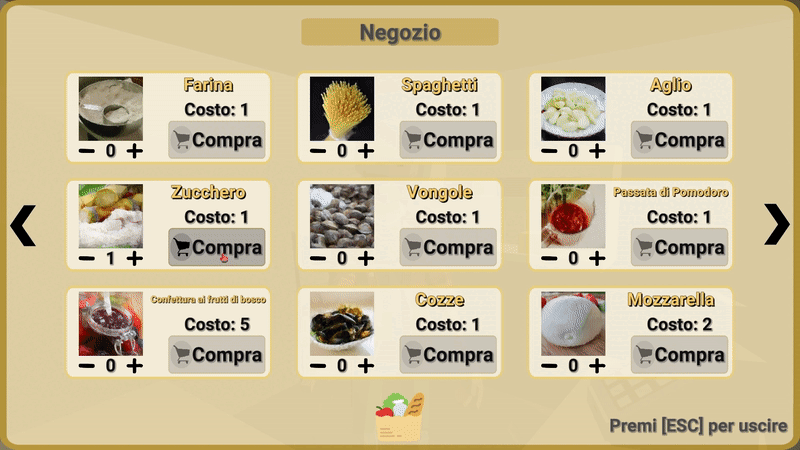 Negozio
Farina
Costo: 1
Compra
0
Spaghetti
Costo: 1
Compra
0
Aglio
Costo: 1
Compra
0
Zucchero
Costo: 1
Compra
1
Vongole
Costo: 1
Compra
0
Passata di Pomodoro
Costo: 1
Compra
0
Confettura ai frutti di bosco
Costo: 5
Compra
0
Cozze
Costo: 1
Compra
0
Mozzarella
Costo: 2
Compra
0
Premi [ESC] per uscire